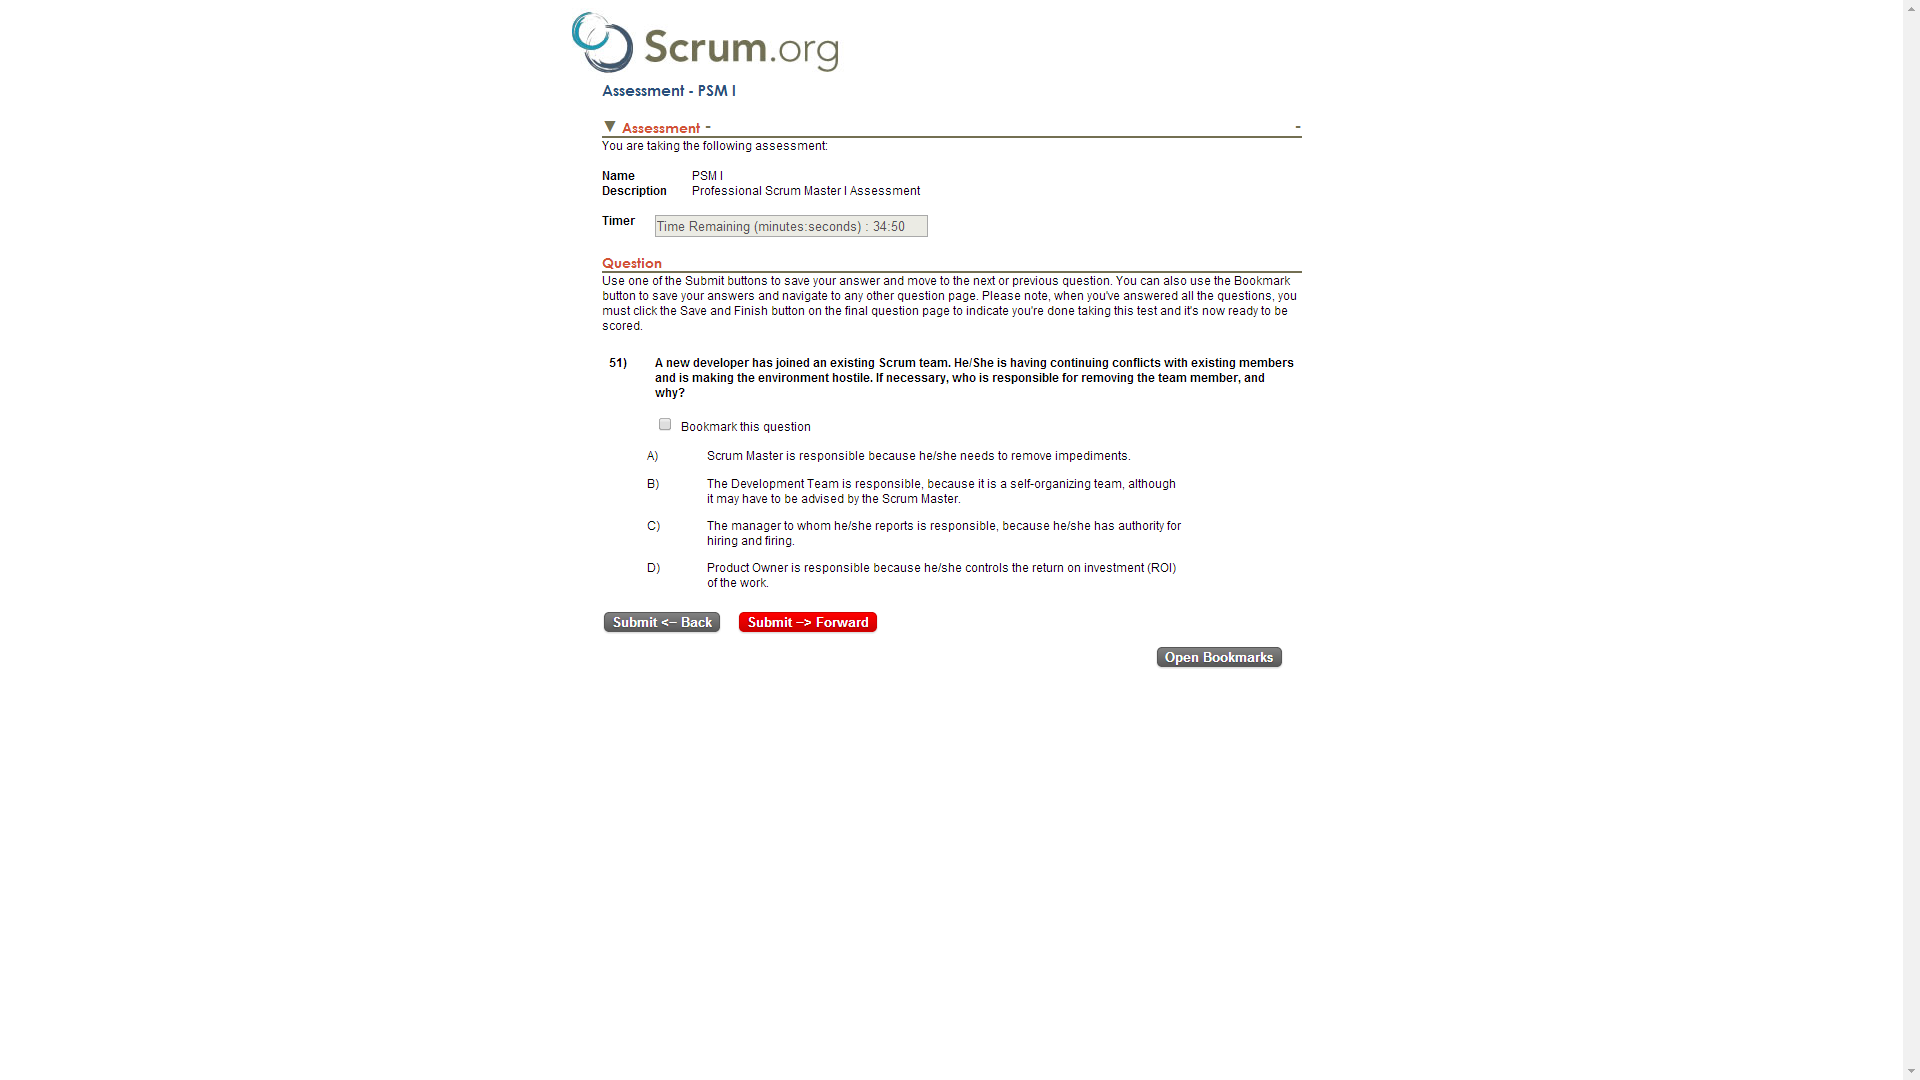 Scrum.org
Assessment - PSM I
▼ Assessment - -
You are taking the following assessment:
Name PSM I
Description Professional Scrum Master I Assessment
Timer Time Remaining (minutes:seconds) : 34:50
Question
Use one of the Submit buttons to save your answer and move to the next or previous question. You can also use the Bookmark
button to save your answers and navigate to any other question page. Please note, when you've answered all the questions, you
must click the Save and Finish button on the final question page to indicate you're done taking this test and it's now ready to be
scored.
51) A new developer has joined an existing Scrum team. He/She is having continuing conflicts with existing members
and is making the environment hostile. If necessary, who is responsible for removing the team member, and
why?
Bookmark this question
A) Scrum Master is responsible because he/she needs to remove impediments.
B) The Development Team is responsible, because it is a self-organizing team, although
it may have to be advised by the Scrum Master.
C) The manager to whom he/she reports is responsible, because he/she has authority for
hiring and firing.
D) Product Owner is responsible because he/she controls the return on investment (ROI)
of the work.
Submit <-- Back Submit --> Forward
Open Bookmarks